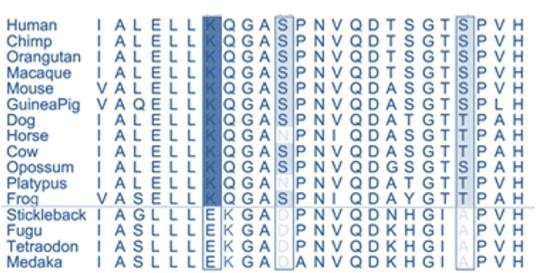 Human I A L E L L K Q G A S P N V Q D T S G T S P V H
Chimp I A L E L L K Q G A S P N V Q D T S G T S P V H
Orangutan I A L E L L K Q G A S P N V Q D T S G T S P V H
Macaque I A L E L L K Q G A S P N V Q D T S G T S P V H
Mouse V A L E L L K Q G A S P N V Q D A S G T S P V H
GuineaPig V A Q E L L K Q G A S P N V Q D A S G T S P L H
Dog I A L E L L K Q G A S P N V Q D A T G T T P A H
Horse I A L E L L K Q G A N P N I Q D A S G T T P A H
Cow I A L E L L K Q G A S P N V Q D A S G T T P V H
Opossum I A L E L L K Q G A S P N V Q D G S G T S P A H
Platypus I A L E L L K Q G A N P N V Q D A T G T T P V H
Frog V A S E L L K Q G A S P N I Q D A Y G T T P A H
Stickleback I A G L L L E K G A D P N V Q D N H G I A P V H
Fugu I A S L L L E K G A D P N V Q D K H G I A P V H
Tetraodon I A S L L L E K G A D P N V Q D K H G I A P V H
Medaka I A S L L L E K G A D A N V Q D K H G I A P V H